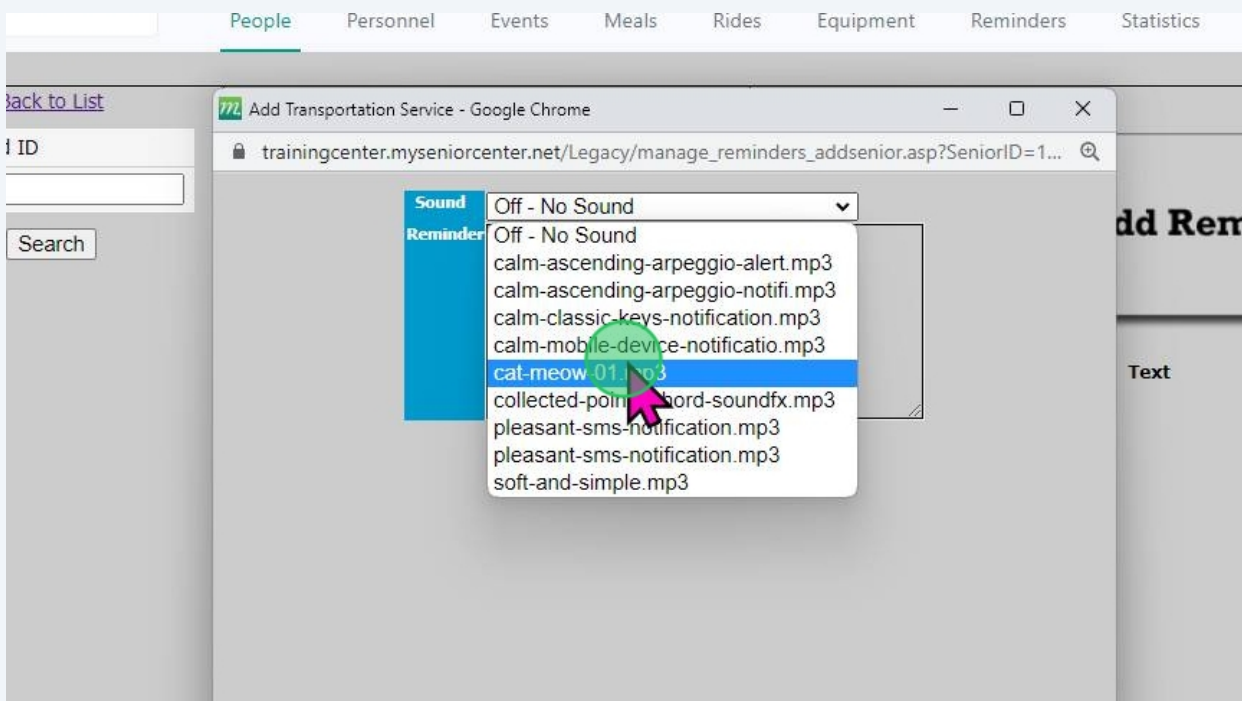 People Personnel Events Meals Rides Equipment Reminders Statistics
Back to List
Add Transportation Service - Google Chrome
ID
trainingcenter.myseniorcenter.net/Legacy/manage_reminders_addsenior.asp?SeniorID=1...
Sound Off - No Sound
Search
Reminder
Off - No Sound
calm-ascending-arpeggio-alert.mp3
calm-ascending-arpeggio-notifi.mp3
calm-classic-keys-notification.mp3
calm-mobile-device-notificatio.mp3
cat-meow-01.mp3
Text
pleasant-sms-notification.mp3
pleasant-sms-notification.mp3
soft-and-simple.mp3